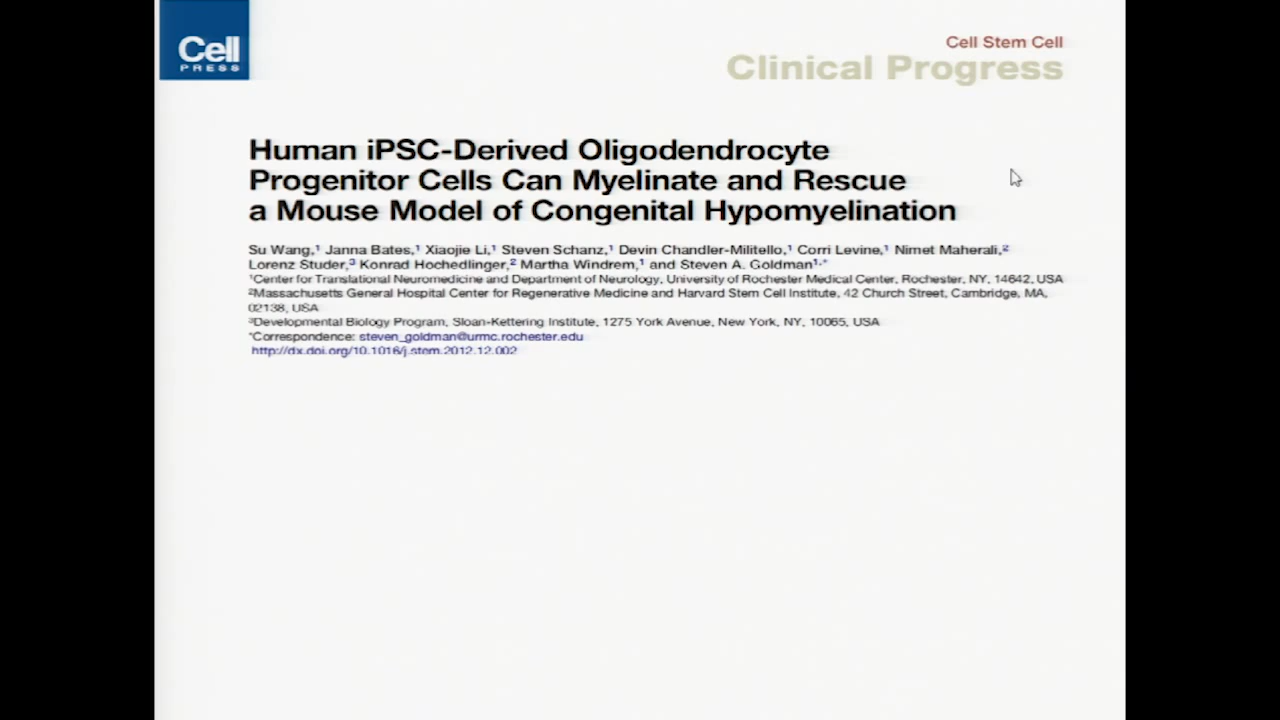 Cell
PRESS
Cell Stem Cell
Clinical Progress
Human iPSC-Derived Oligodendrocyte
Progenitor Cells Can Myelinate and Rescue
a Mouse Model of Congenital Hypomyelination
Su Wang,¹ Janna Bates,¹ Xiaojie Li,¹ Steven Schanz,¹ Devin Chandler-Militello,¹ Corri Levine,¹ Nimet Maherali,²
Lorenz Studer,³ Konrad Hochedlinger,² Martha Windrem,¹ and Steven A. Goldman¹,*
¹Center for Translational Neuromedicine and Department of Neurology, University of Rochester Medical Center, Rochester, NY, 14642, USA
²Massachusetts General Hospital Center for Regenerative Medicine and Harvard Stem Cell Institute, 42 Church Street, Cambridge, MA,
02138, USA
³Developmental Biology Program, Sloan-Kettering Institute, 1275 York Avenue, New York, NY, 10065, USA
*Correspondence: steven_goldman@urmc.rochester.edu
http://dx.doi.org/10.1016/j.stem.2012.12.002